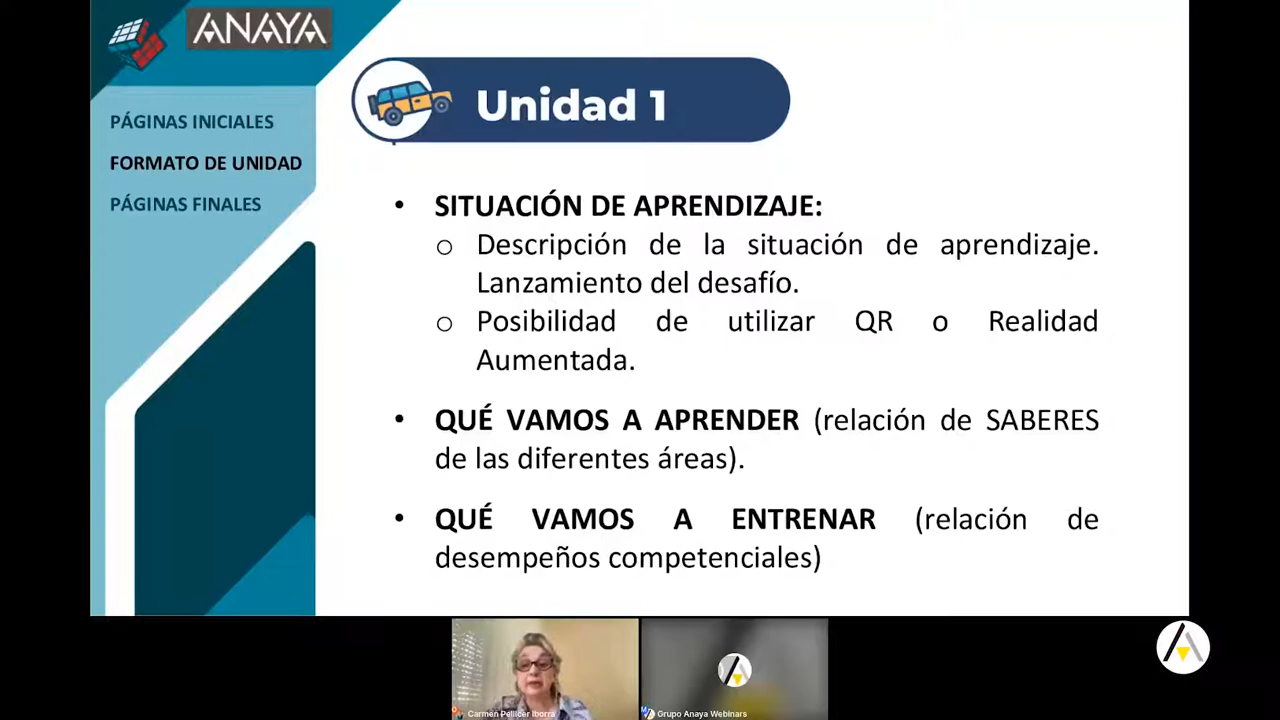 ANAYA
PÁGINAS INICIALES
FORMATO DE UNIDAD
PÁGINAS FINALES
Unidad 1
• SITUACIÓN DE APRENDIZAJE:
o Descripción de la situación de aprendizaje.
Lanzamiento del desafío.
o Posibilidad de utilizar QR o Realidad
Aumentada.
• QUÉ VAMOS A APRENDER (relación de SABERES
de las diferentes áreas).
• QUÉ VAMOS A ENTRENAR (relación de
desempeños competenciales)
Carmen Pellicer Iborra
Grupo Anaya Webinars